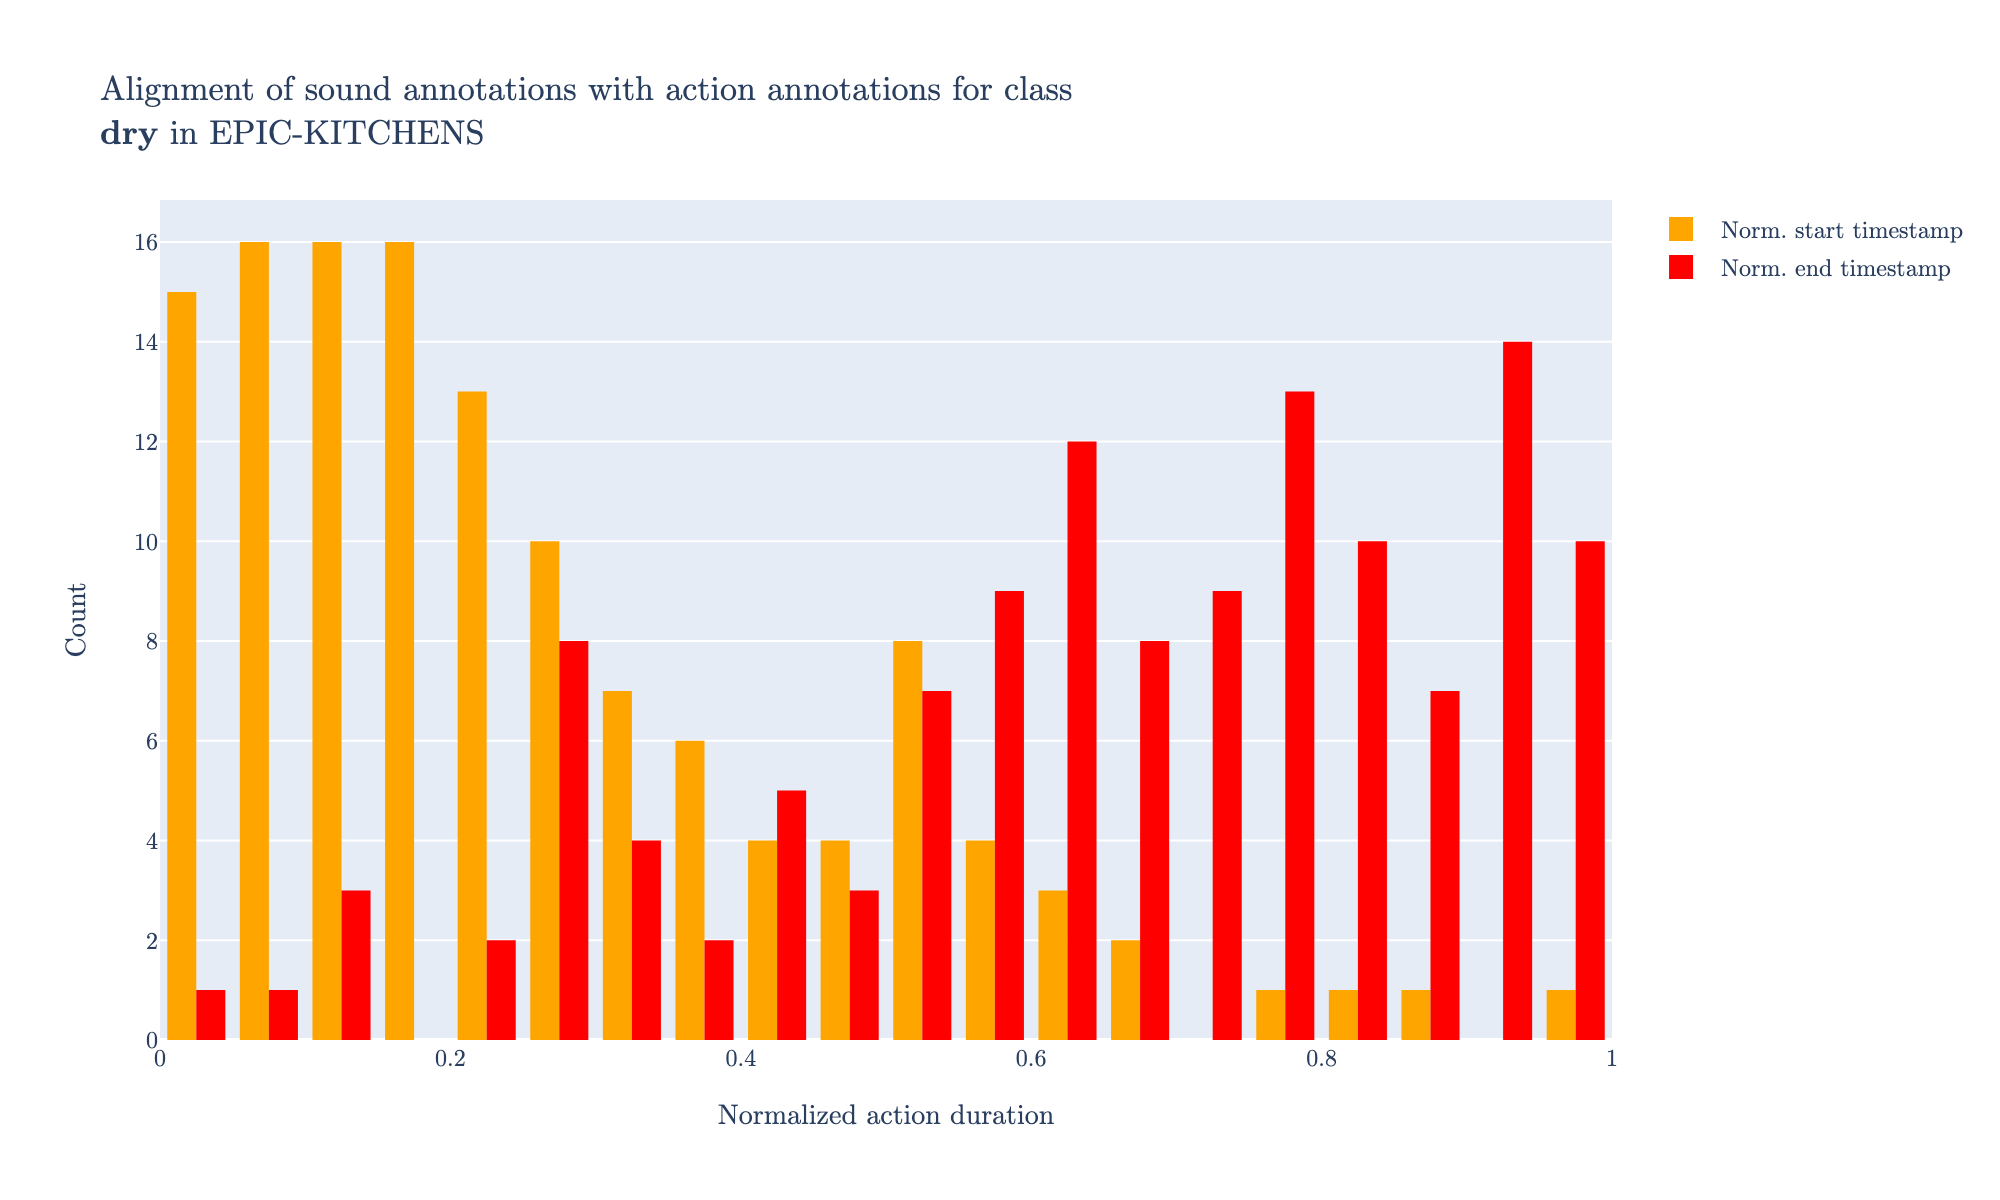 Alignment of sound annotations with action annotations for class
dry in EPIC-KITCHENS
Norm. start timestamp
Norm. end timestamp
16
14
12
10
8
6
4
2
0
Count
0 0.2 0.4 0.6 0.8 1
Normalized action duration